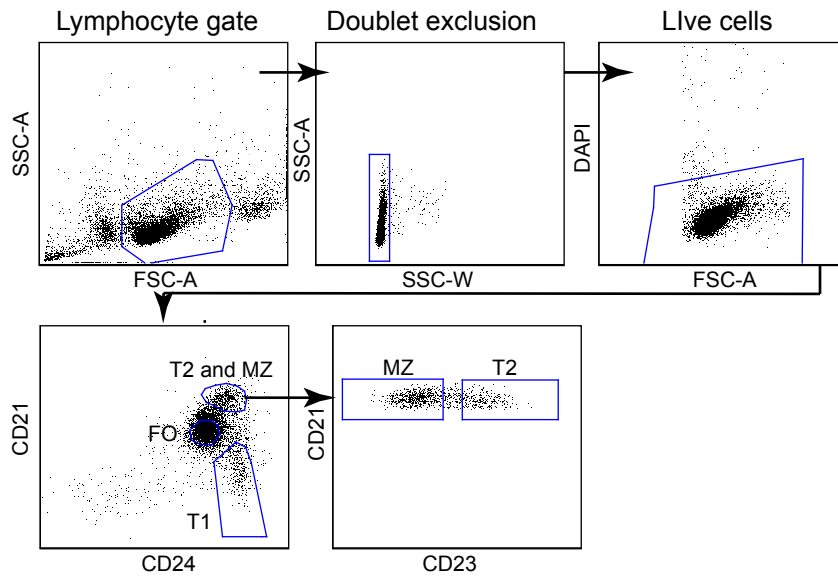 Lymphocyte gate
Doublet exclusion
LIve cells
SSC-A
SSC-A
DAPI
FSC-A
SSC-W
FSC-A
T2 and MZ
MZ
T2
CD21
FO
CD21
T1
CD24
CD23